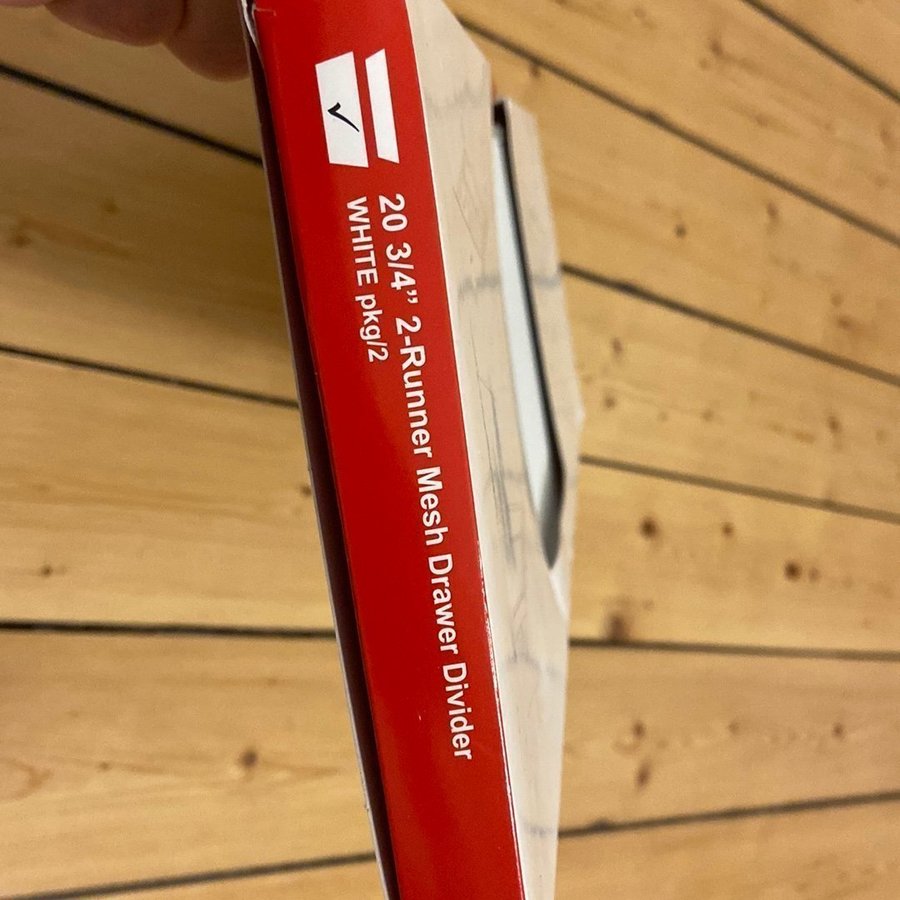 20 3/4” 2-Runner Mesh Drawer Divider
WHITE pkg/2